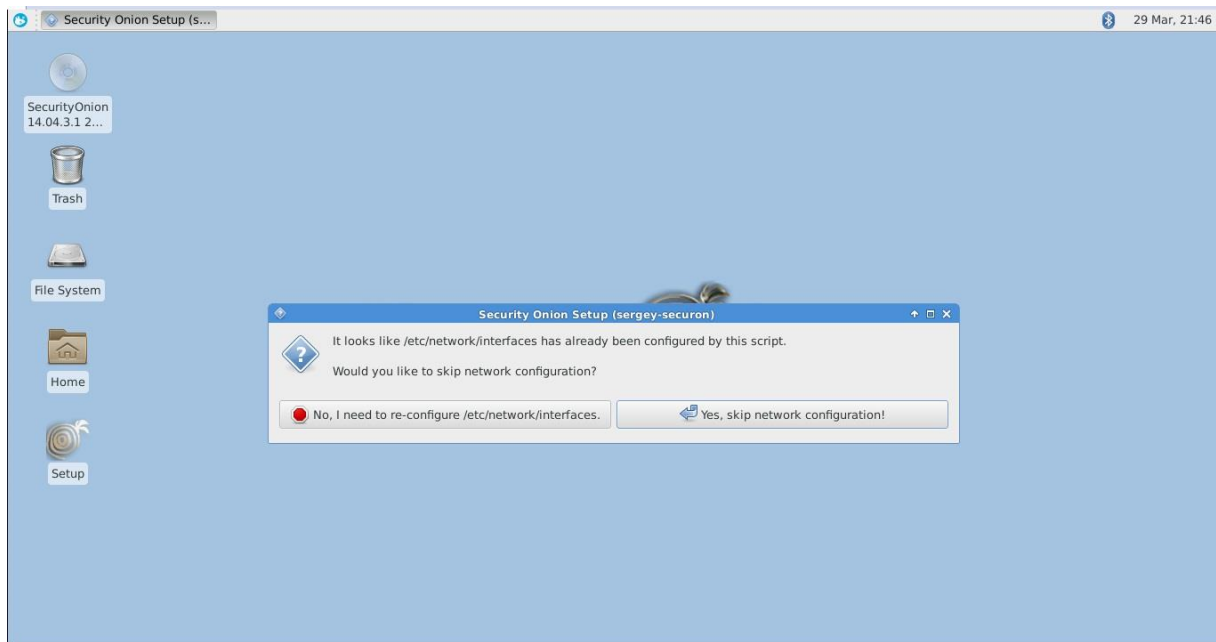 Security Onion Setup (s...
29 Mar, 21:46
SecurityOnion
14.04.3.1 2...
Trash
File System
Home
Setup
Security Onion Setup (sergey-securon)
It looks like /etc/network/interfaces has already been configured by this script.
Would you like to skip network configuration?
No, I need to re-configure /etc/network/interfaces.
Yes, skip network configuration!